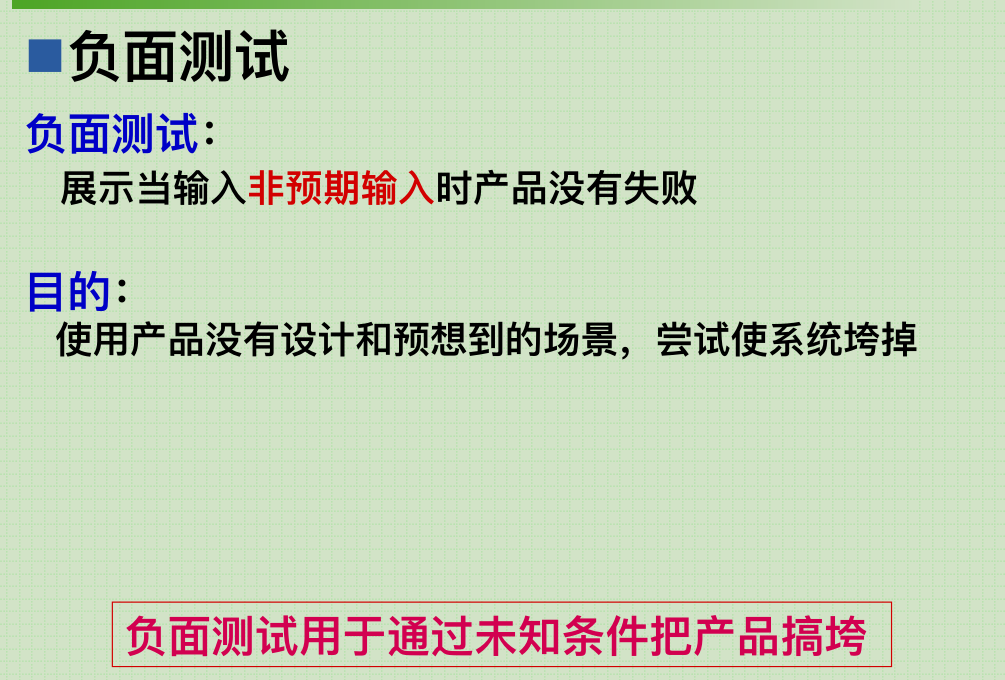 负面测试
负面测试：
展示当输入非预期输入时产品没有失败
目的：
使用产品没有设计和预想到的场景，尝试使系统垮掉
负面测试用于通过未知条件把产品搞垮